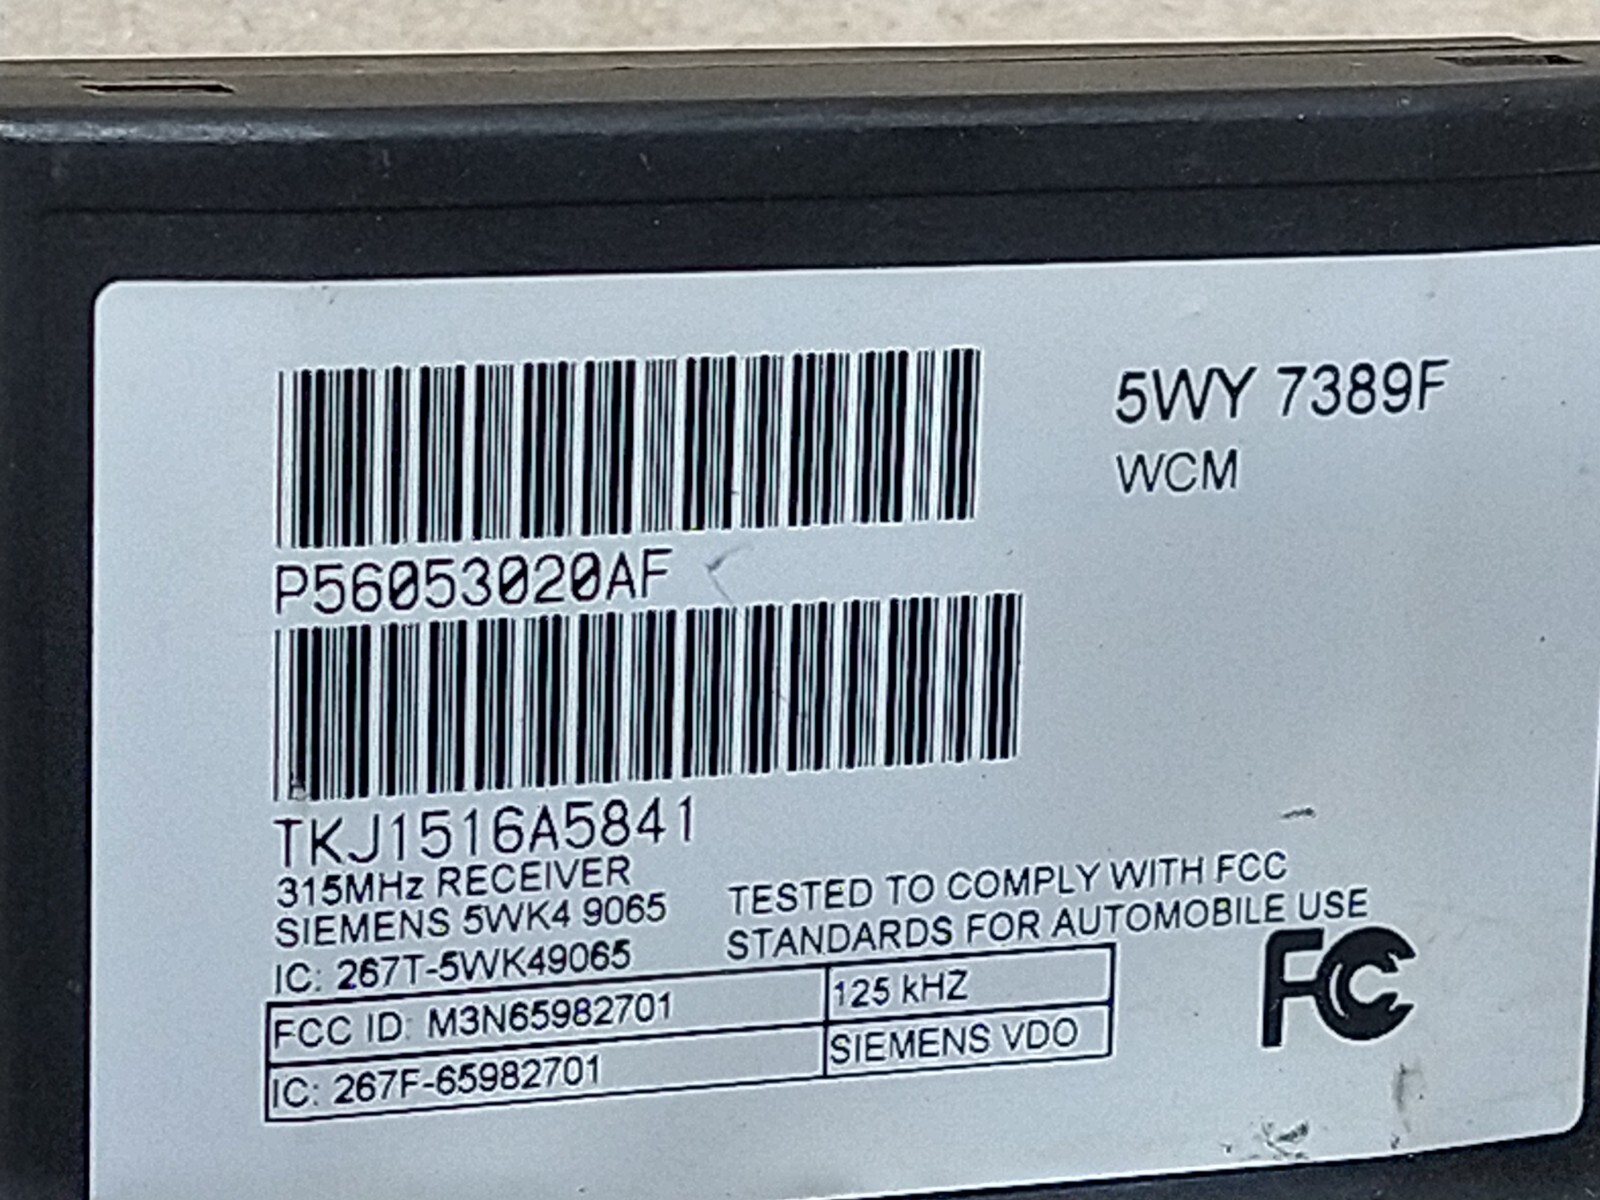 5WY 7389F
WCM
P56053020AF
TKJ1516A5841
315MHz RECEIVER
SIEMENS 5WK4 9065
IC: 267T-5WK49065
TESTED TO COMPLY WITH FCC
STANDARDS FOR AUTOMOBILE USE
FCC ID: M3N65982701
125 kHZ
IC: 267F-65982701
SIEMENS VDO
FC